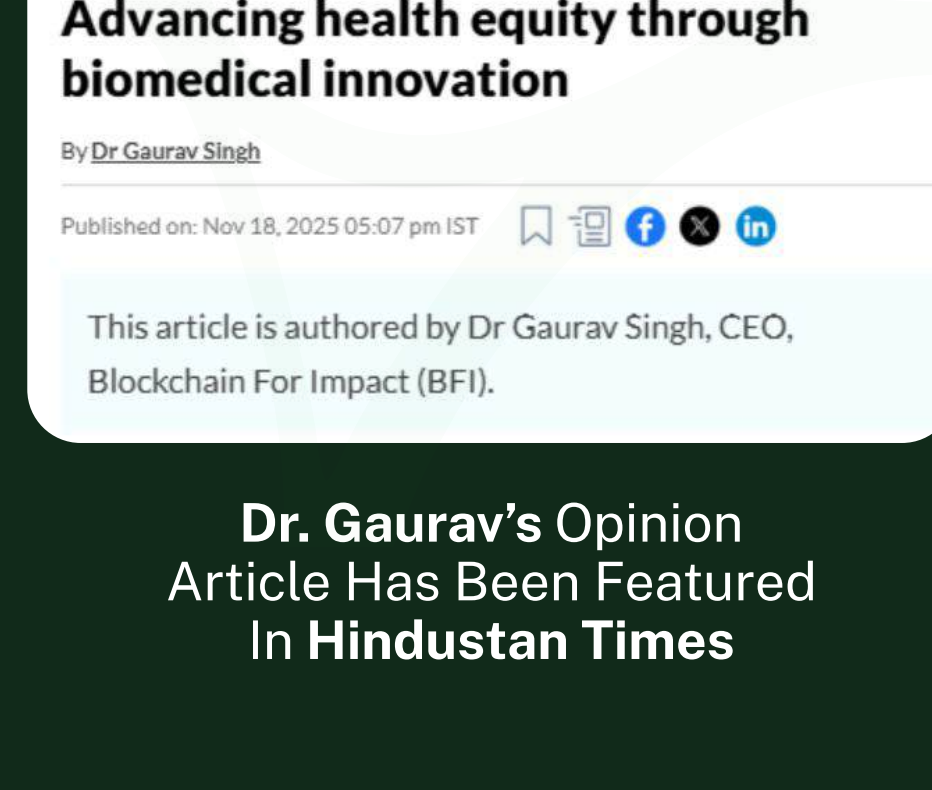 Advancing health equity through
biomedical innovation
By Dr Gaurav Singh
Published on: Nov 18, 2025 05:07 pm IST
This article is authored by Dr Gaurav Singh, CEO,
Blockchain For Impact (BFI).
Dr. Gaurav’s Opinion
Article Has Been Featured
In Hindustan Times